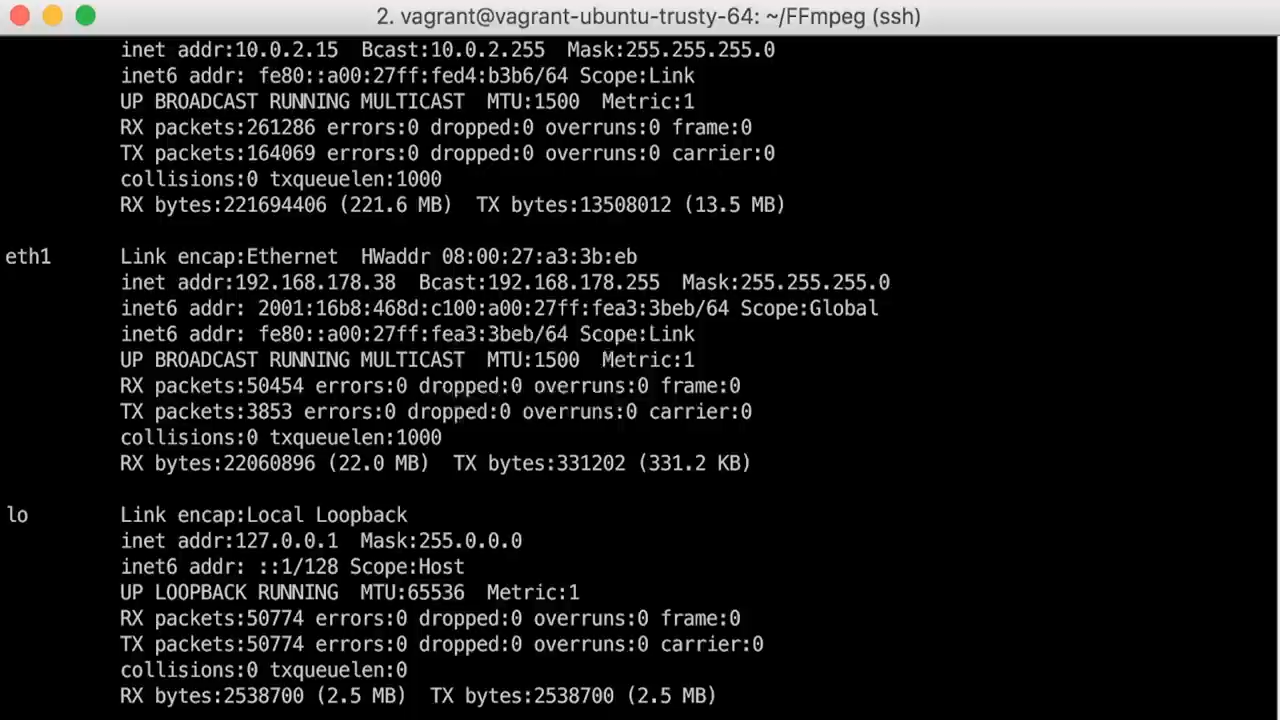 2. vagrant@vagrant-ubuntu-trusty-64: ~/FFmpeg (ssh)
inet addr:10.0.2.15  Bcast:10.0.2.255  Mask:255.255.255.0
inet6 addr: fe80::a00:27ff:fed4:b3b6/64 Scope:Link
UP BROADCAST RUNNING MULTICAST  MTU:1500  Metric:1
RX packets:261286 errors:0 dropped:0 overruns:0 frame:0
TX packets:164069 errors:0 dropped:0 overruns:0 carrier:0
collisions:0 txqueuelen:1000
RX bytes:221694406 (221.6 MB)  TX bytes:13508012 (13.5 MB)
eth1      Link encap:Ethernet  HWaddr 08:00:27:a3:3b:eb
inet addr:192.168.178.38  Bcast:192.168.178.255  Mask:255.255.255.0
inet6 addr: 2001:16b8:468d:c100:a00:27ff:fea3:3beb/64 Scope:Global
inet6 addr: fe80::a00:27ff:fea3:3beb/64 Scope:Link
UP BROADCAST RUNNING MULTICAST  MTU:1500  Metric:1
RX packets:50454 errors:0 dropped:0 overruns:0 frame:0
TX packets:3853 errors:0 dropped:0 overruns:0 carrier:0
collisions:0 txqueuelen:1000
RX bytes:22060896 (22.0 MB)  TX bytes:331202 (331.2 KB)
lo        Link encap:Local Loopback
inet addr:127.0.0.1  Mask:255.0.0.0
inet6 addr: ::1/128 Scope:Host
UP LOOPBACK RUNNING  MTU:65536  Metric:1
RX packets:50774 errors:0 dropped:0 overruns:0 frame:0
TX packets:50774 errors:0 dropped:0 overruns:0 carrier:0
collisions:0 txqueuelen:0
RX bytes:2538700 (2.5 MB)  TX bytes:2538700 (2.5 MB)